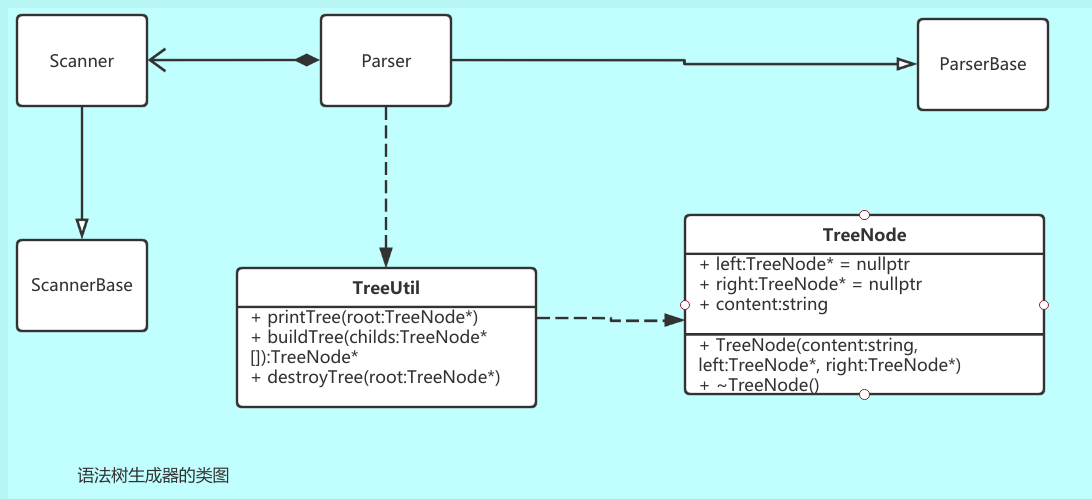 Scanner
Parser
ParserBase
ScannerBase
TreeUtil
+ printTree(root:TreeNode*)
+ buildTree(childs:TreeNode*
[]):TreeNode*
+ destroyTree(root:TreeNode*)
TreeNode
+ left:TreeNode* = nullptr
+ right:TreeNode* = nullptr
+ content:string
+ TreeNode(content:string,
left:TreeNode*, right:TreeNode*)
+ ~TreeNode()
语法树生成器的类图